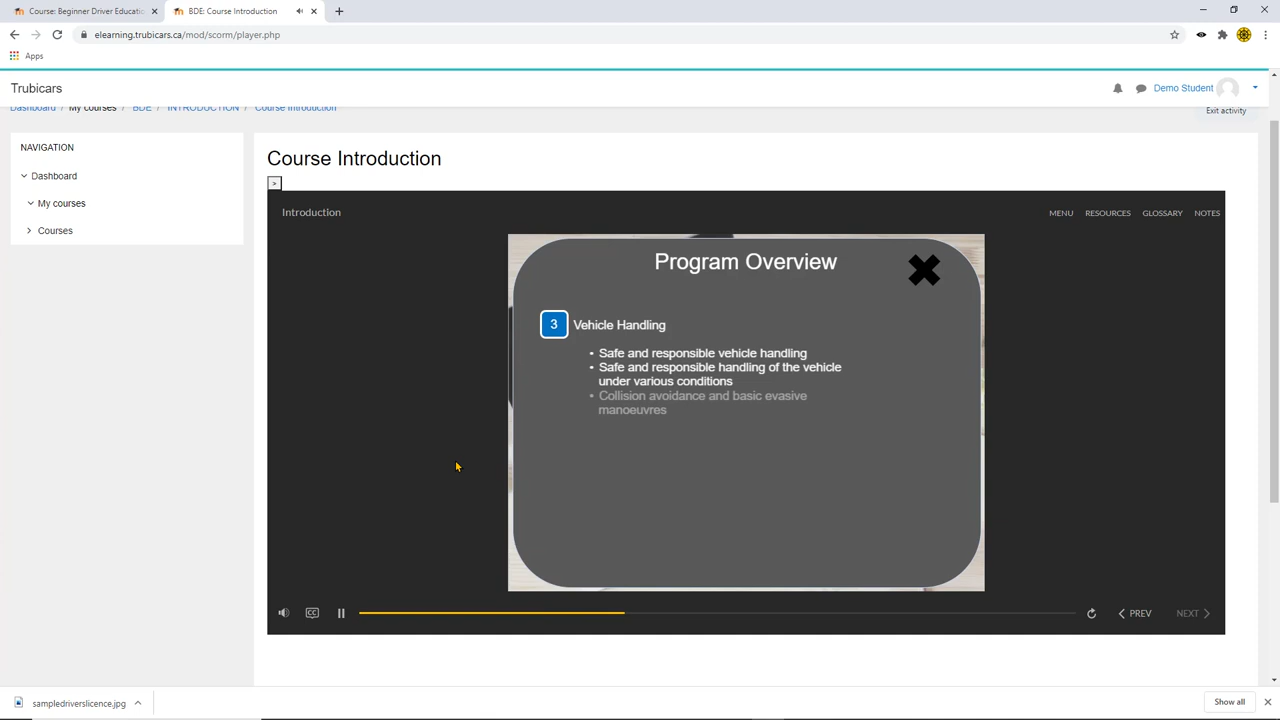 Course: Beginner Driver Educatio
BDE: Course Introduction
elearning.trubicars.ca/mod/scorm/player.php
Apps
Trubicars
Demo Student
Dashboard / My courses / BDE / INTRODUCTION / Course Introduction
Exit activity
NAVIGATION
Dashboard
My courses
Courses
Course Introduction
>
Introduction
MENU RESOURCES GLOSSARY NOTES
Program Overview
3 Vehicle Handling
• Safe and responsible vehicle handling
• Safe and responsible handling of the vehicle
under various conditions
• Collision avoidance and basic evasive
manoeuvres
CC
PREV
NEXT
sampledriverslicence.jpg
Show all